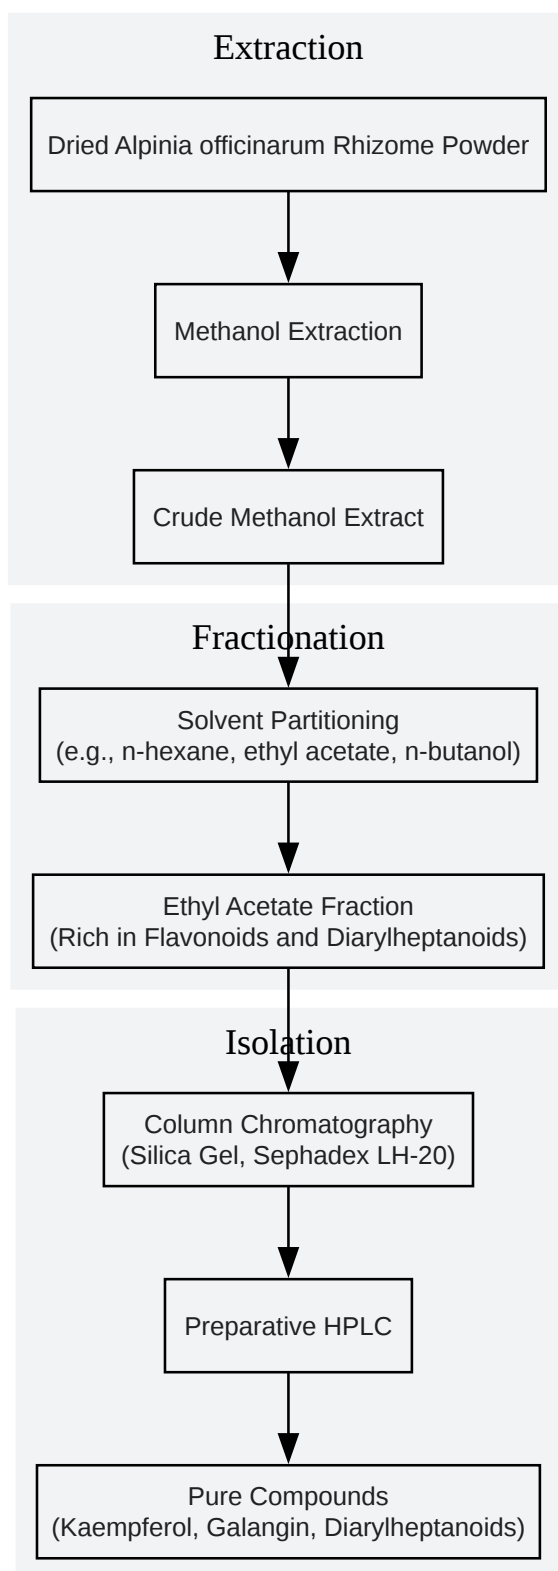 Extraction
Dried Alpinia officinarum Rhizome Powder
Methanol Extraction
Crude Methanol Extract
Fractionation
Solvent Partitioning
(e.g., n-hexane, ethyl acetate, n-butanol)
Ethyl Acetate Fraction
(Rich in Flavonoids and Diarylheptanoids)
Isolation
Column Chromatography
(Silica Gel, Sephadex LH-20)
Preparative HPLC
Pure Compounds
(Kaempferol, Galangin, Diarylheptanoids)